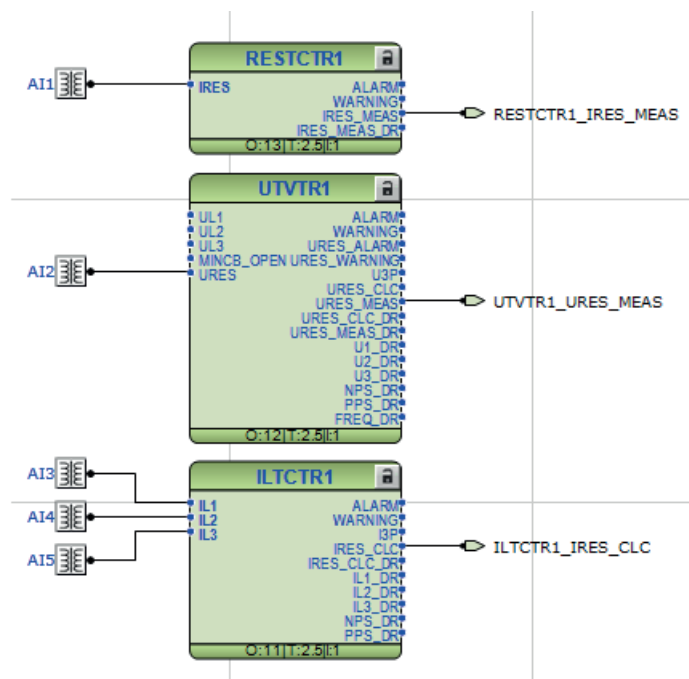 RESTCTR1
AI1
IRES
ALARM
WARNING
IRES_MEAS
IRES_MEAS_DR
RESTCTR1_IRES_MEAS
O:13|T:2.5|I:1
UTVTR1
UL1
UL2
UL3
MINCB_OPEN
URES
AI2
ALARM
WARNING
URES_ALARM
URES_WARNING
U3P
URES_CLC
URES_MEAS
URES_CLC_DR
URES_MEAS_DR
U1_DR
U2_DR
U3_DR
NPS_DR
PPS_DR
FREQ_DR
UTVTR1_URES_MEAS
O:12|T:2.5|I:1
ILTCTR1
AI3
AI4
AI5
IL1
IL2
IL3
ALARM
WARNING
I3P
IRES_CLC
IRES_CLC_DR
IL1_DR
IL2_DR
IL3_DR
NPS_DR
PPS_DR
ILTCTR1_IRES_CLC
O:11|T:2.5|I:1